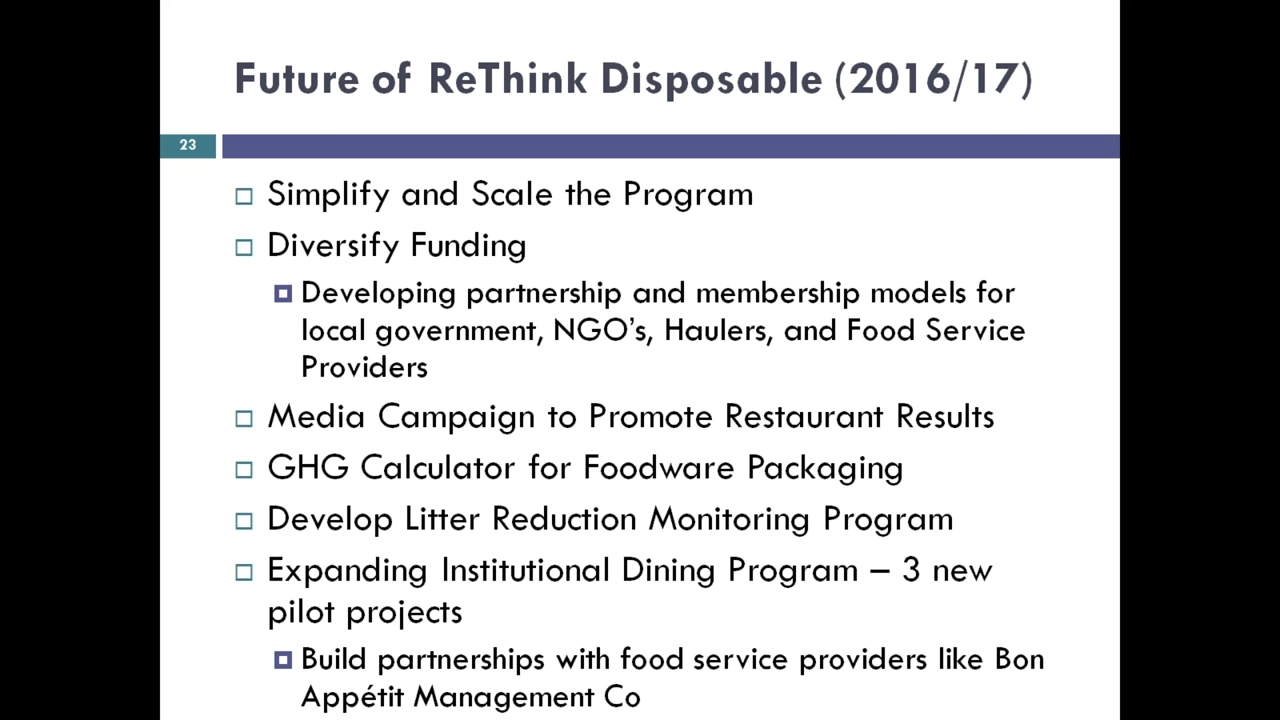 Future of ReThink Disposable (2016/17)
23
Simplify and Scale the Program
Diversify Funding
Developing partnership and membership models for
local government, NGO’s, Haulers, and Food Service
Providers
Media Campaign to Promote Restaurant Results
GHG Calculator for Foodware Packaging
Develop Litter Reduction Monitoring Program
Expanding Institutional Dining Program – 3 new
pilot projects
Build partnerships with food service providers like Bon
Appétit Management Co